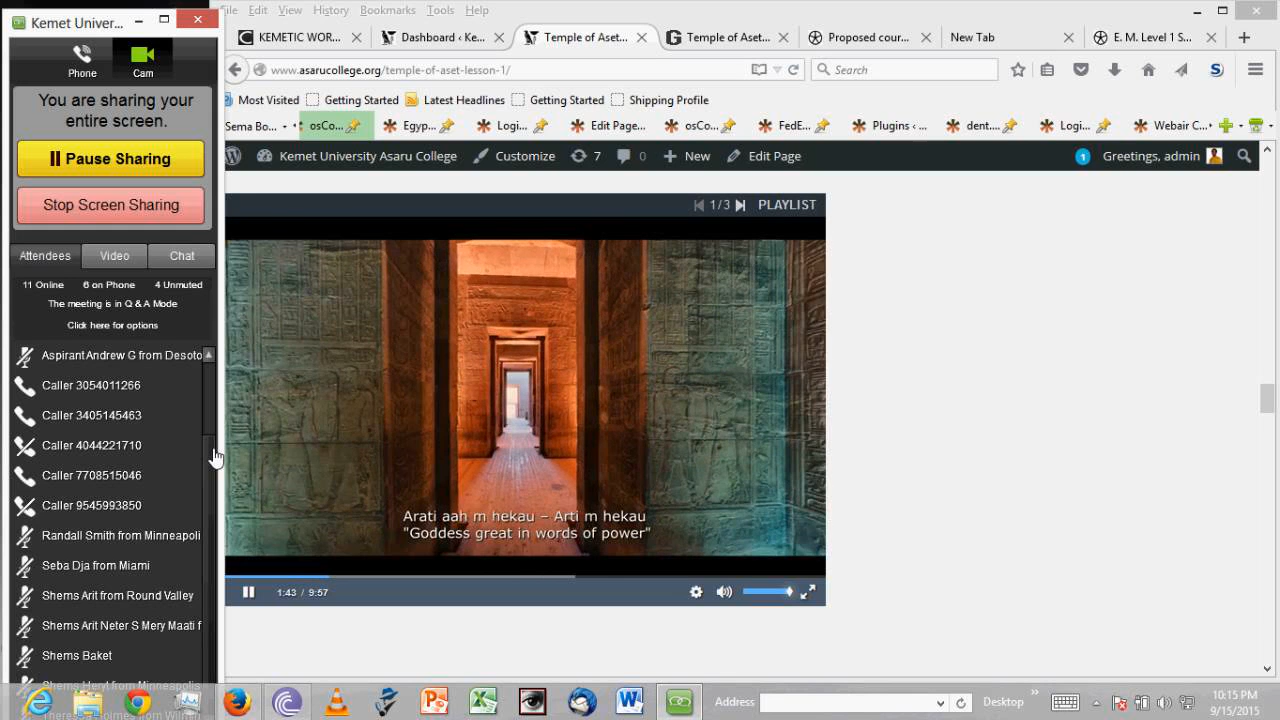 Kemet Univer...
Phone
Cam
You are sharing your
entire screen.
Pause Sharing
Stop Screen Sharing
Attendees Video Chat
11 Online 6 on Phone 4 Unmuted
The meeting is in Q & A Mode
Click here for options
Aspirant Andrew G from Desoto
Caller 3054011266
Caller 3405145463
Caller 4044221710
Caller 7708515046
Caller 9545993850
Randall Smith from Minneapoli
Seba Dja from Miami
Shems Arit from Round Valley
Shems Arit Neter S Mery Maati f
Shems Baket
Shems Heryt from Minneapolis
File Edit View History Bookmarks Tools Help
KEMETIC WOR... Dashboard ‹ Ke... Temple of Aset... Temple of Aset... Proposed cour... New Tab E. M. Level 1 S...
www.asarucollege.org/temple-of-aset-lesson-1/
Search
Most Visited Getting Started Latest Headlines Getting Started Shipping Profile
Sema Bo... osCo... Egyp... Logi... Edit Page... osCo... FedE... Plugins ‹... dent.... Logi... Webair C...
Kemet University Asaru College Customize 7 0 New Edit Page 1 Greetings, admin
1/3 PLAYLIST
Arati aah m hekau – Arti m hekau
"Goddess great in words of power"
1:43 / 9:57
Address
Desktop
10:15 PM
9/15/2015